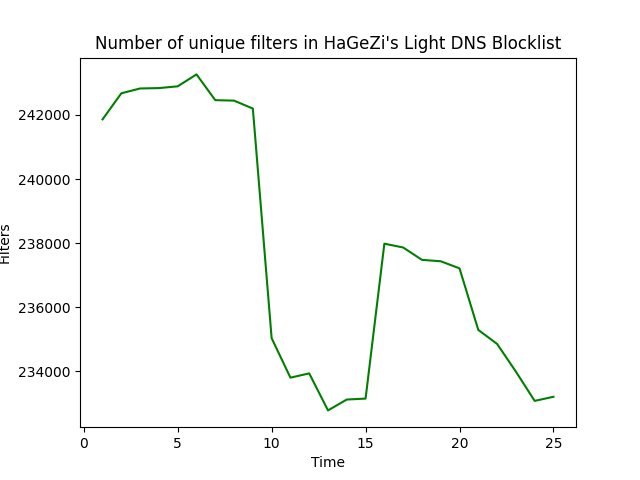 Number of unique filters in HaGeZi's Light DNS Blocklist
242000
240000
238000
236000
234000
Filters
0 5 10 15 20 25
Time